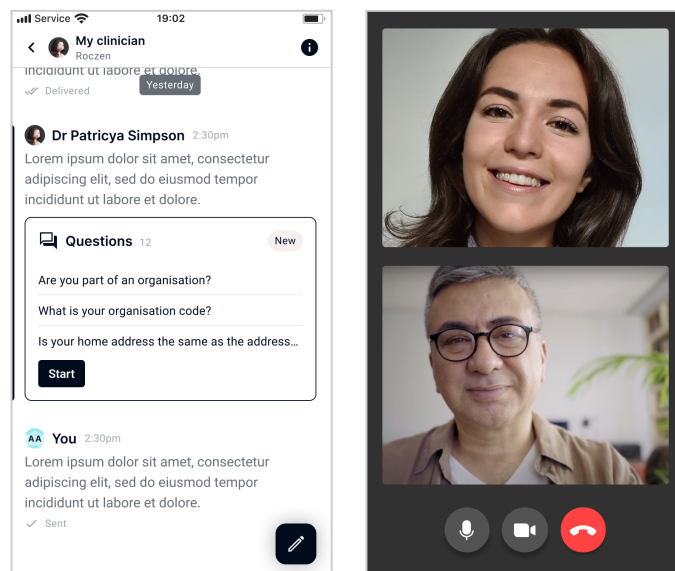 Service
19:02
My clinician
Roczen
incididunt ut labore et dolore.
Delivered
Yesterday
Dr Patricya Simpson 2:30pm
Lorem ipsum dolor sit amet, consectetur
adipiscing elit, sed do eiusmod tempor
incididunt ut labore et dolore.
Questions 12
New
Are you part of an organisation?
What is your organisation code?
Is your home address the same as the address...
Start
AA You 2:30pm
Lorem ipsum dolor sit amet, consectetur
adipiscing elit, sed do eiusmod tempor
incididunt ut labore et dolore.
Sent